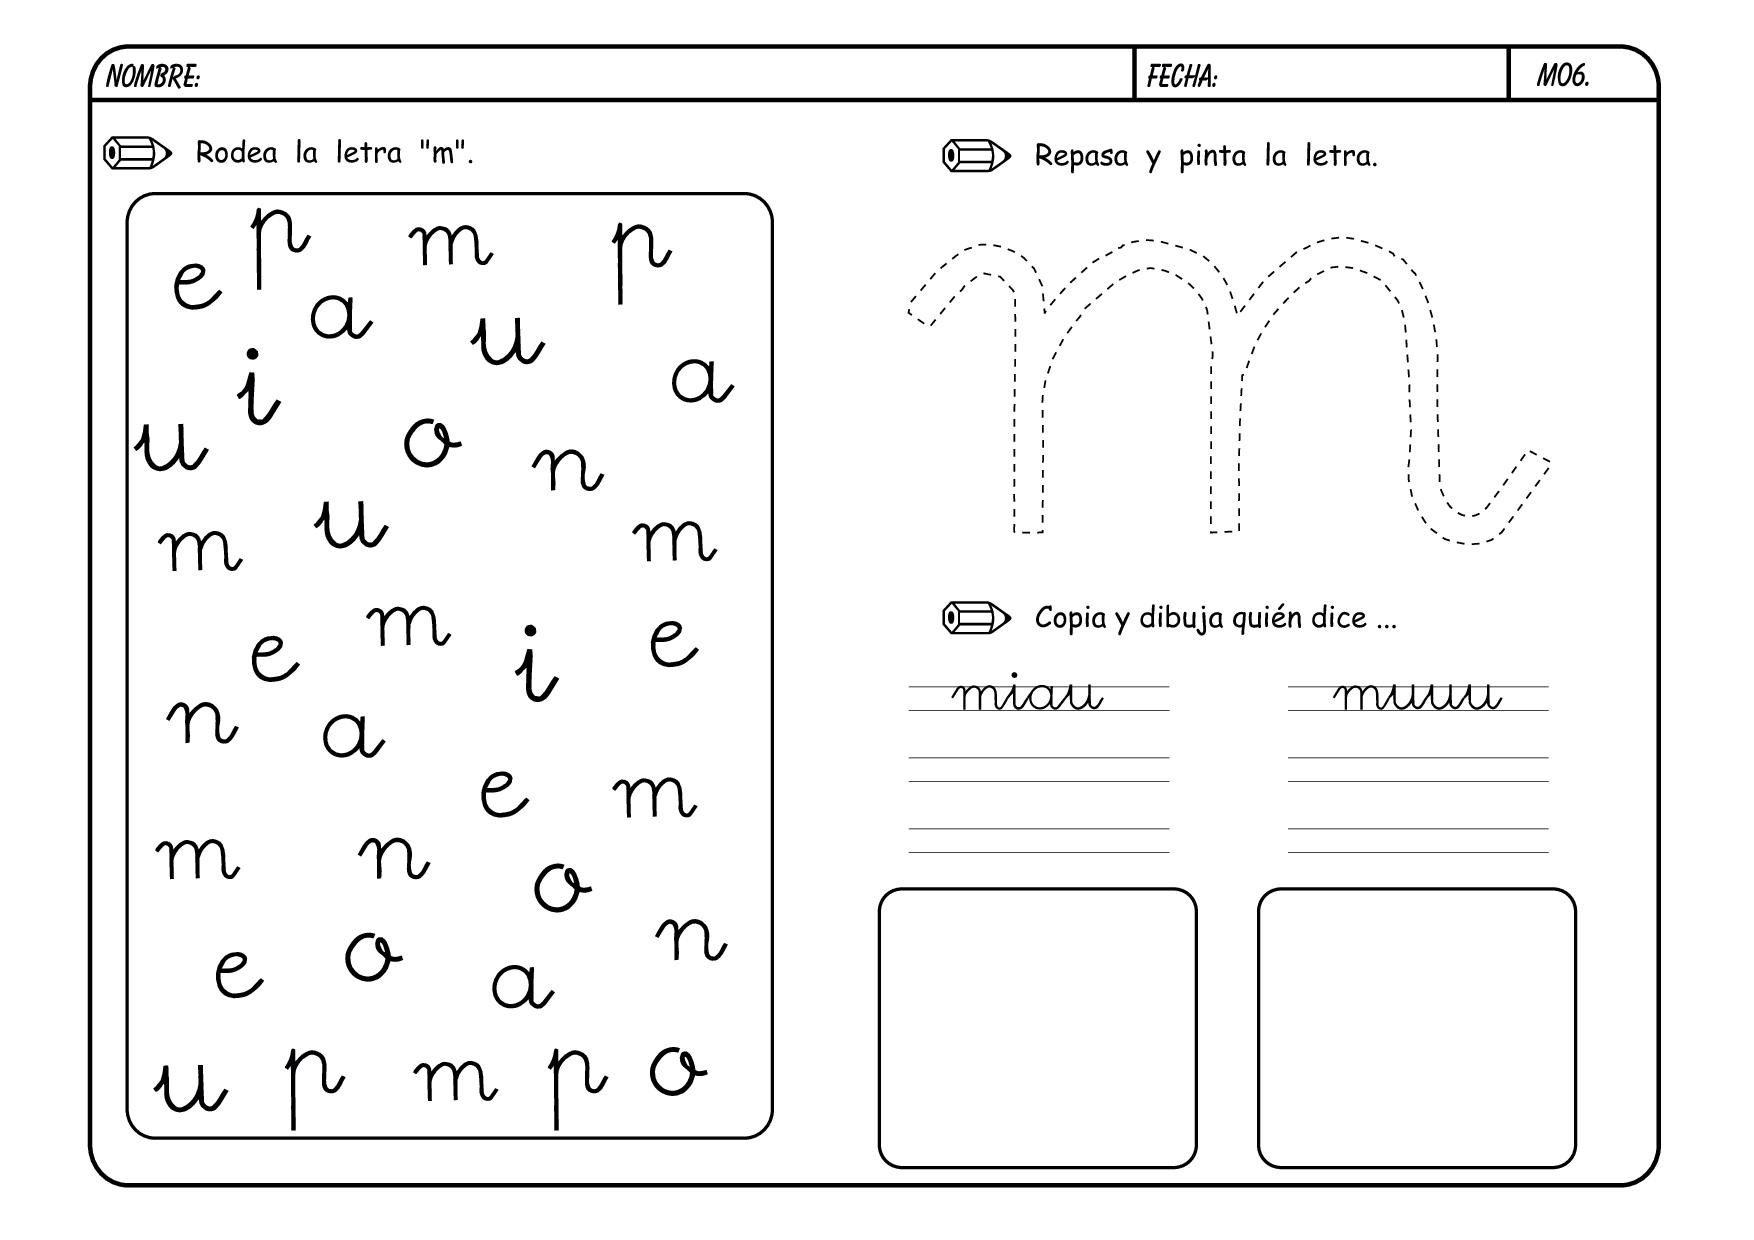 NOMBRE: FECHA: M06.
Rodea la letra "m".
e p m p
a u a
i
u o n
m u m
e m i e
n a
e m
m n o
e o a n
u p m p o
Repasa y pinta la letra.
m
Copia y dibuja quién dice ...
miau muuu